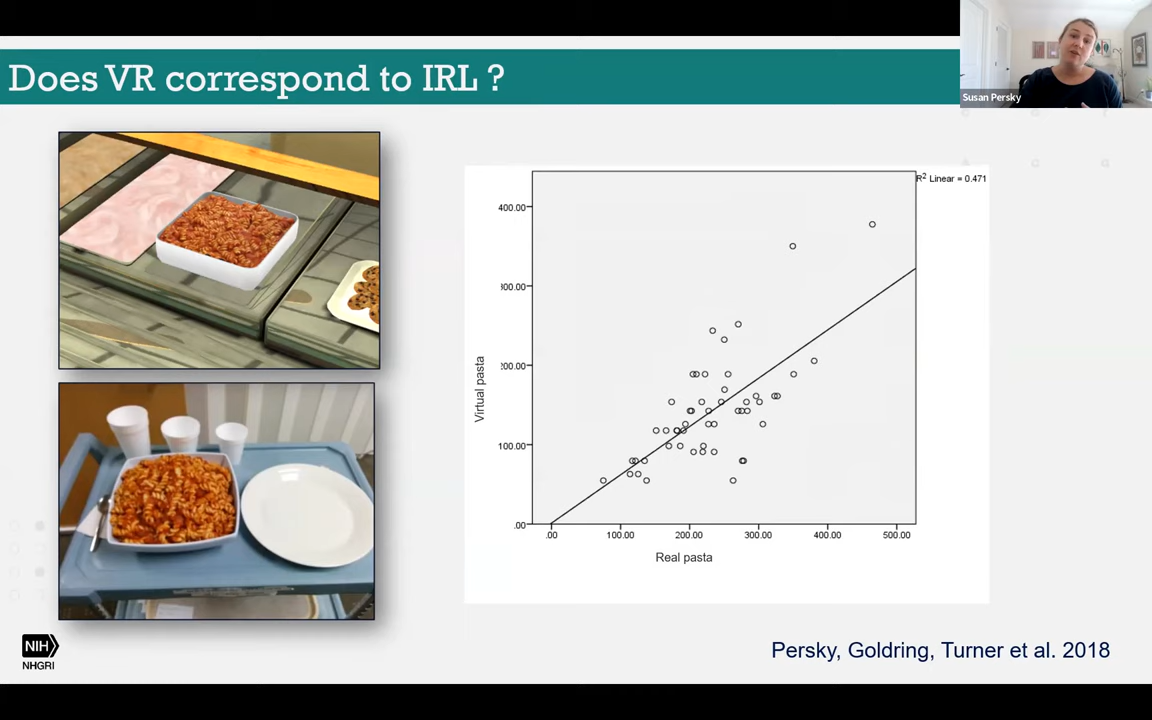 Does VR correspond to IRL ?
Susan Persky
R² Linear = 0.471
400.00
300.00
200.00
100.00
.00
Virtual pasta
.00 100.00 200.00 300.00 400.00 500.00
Real pasta
NIH
NHGRI
Persky, Goldring, Turner et al. 2018